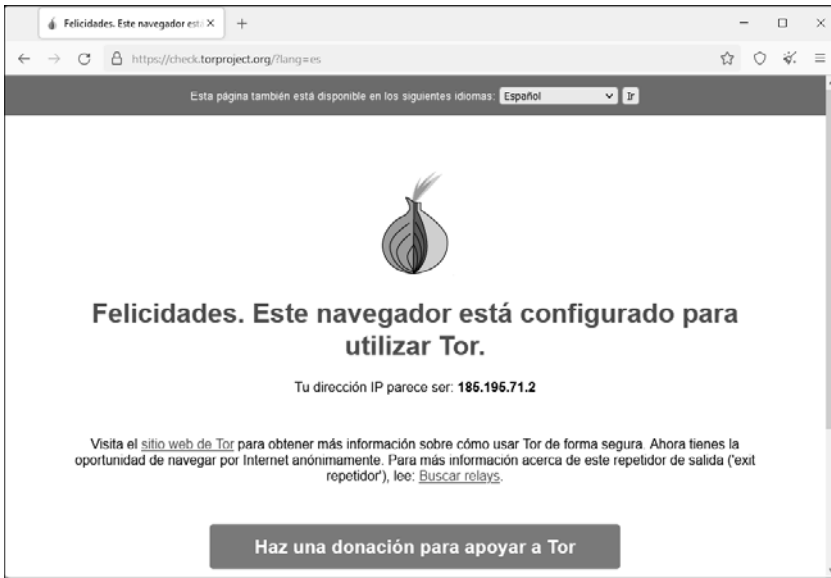 Felicidades. Este navegador est
https://check.torproject.org/?lang=es
Esta página también está disponible en los siguientes idiomas: Español Ir
Felicidades. Este navegador está configurado para
utilizar Tor.
Tu dirección IP parece ser: 185.195.71.2
Visita el sitio web de Tor para obtener más información sobre cómo usar Tor de forma segura. Ahora tienes la
oportunidad de navegar por Internet anónimamente. Para más información acerca de este repetidor de salida ('exit
repetidor'), lee: Buscar relays.
Haz una donación para apoyar a Tor